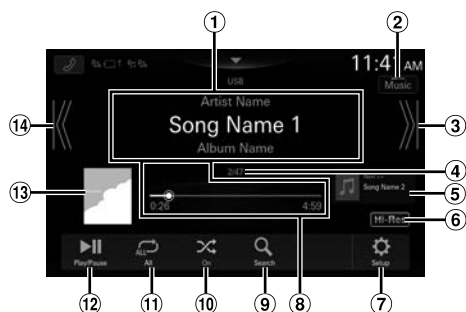 1
2
11:41 AM
USB
Music
Artist Name
Song Name 1
Album Name
14
3
2/47
4
13
Song Name 2
5
0:26
4:59
Hi-Res
6
ALL
Play/Pause
All
On
Search
Setup
12
11
10
9
8
7